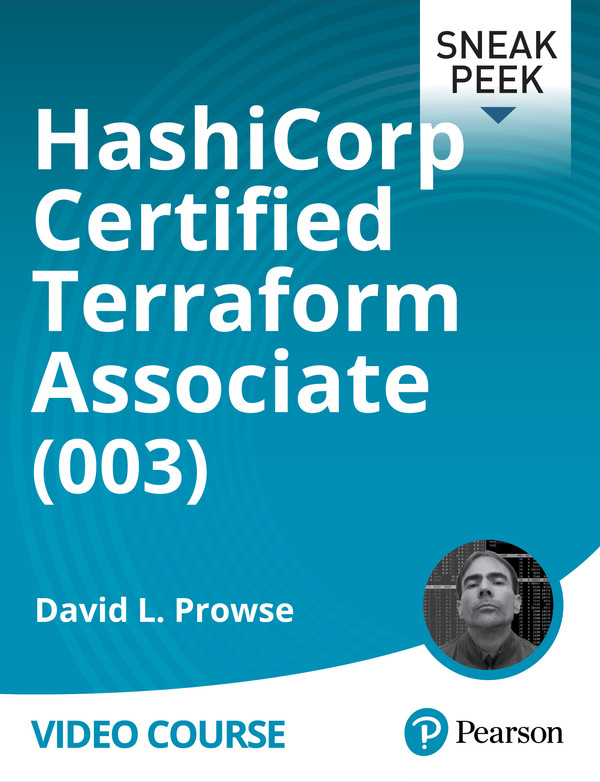 SNEAK
PEEK
HashiCorp
Certified
Terraform
Associate
(003)
David L. Prowse
VIDEO COURSE
Pearson